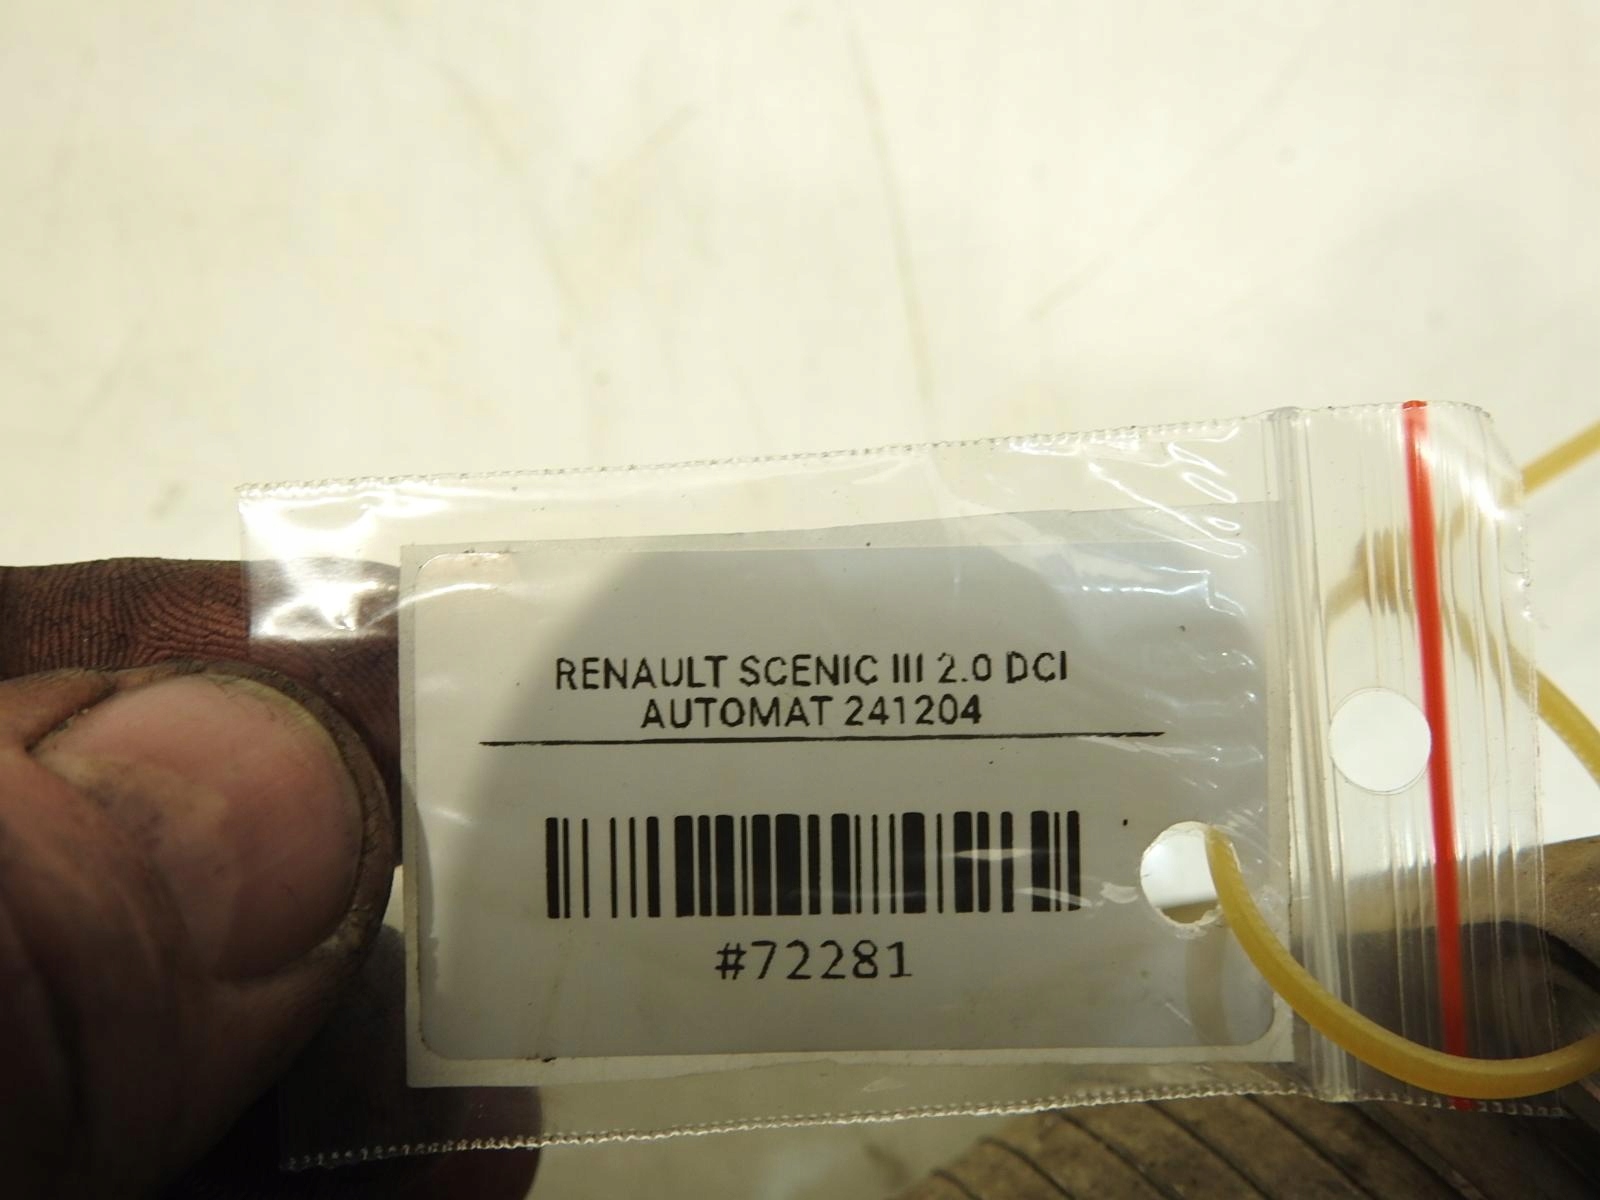 RENAULT SCENIC III 2.0 DCI
AUTOMAT 241204
#72281